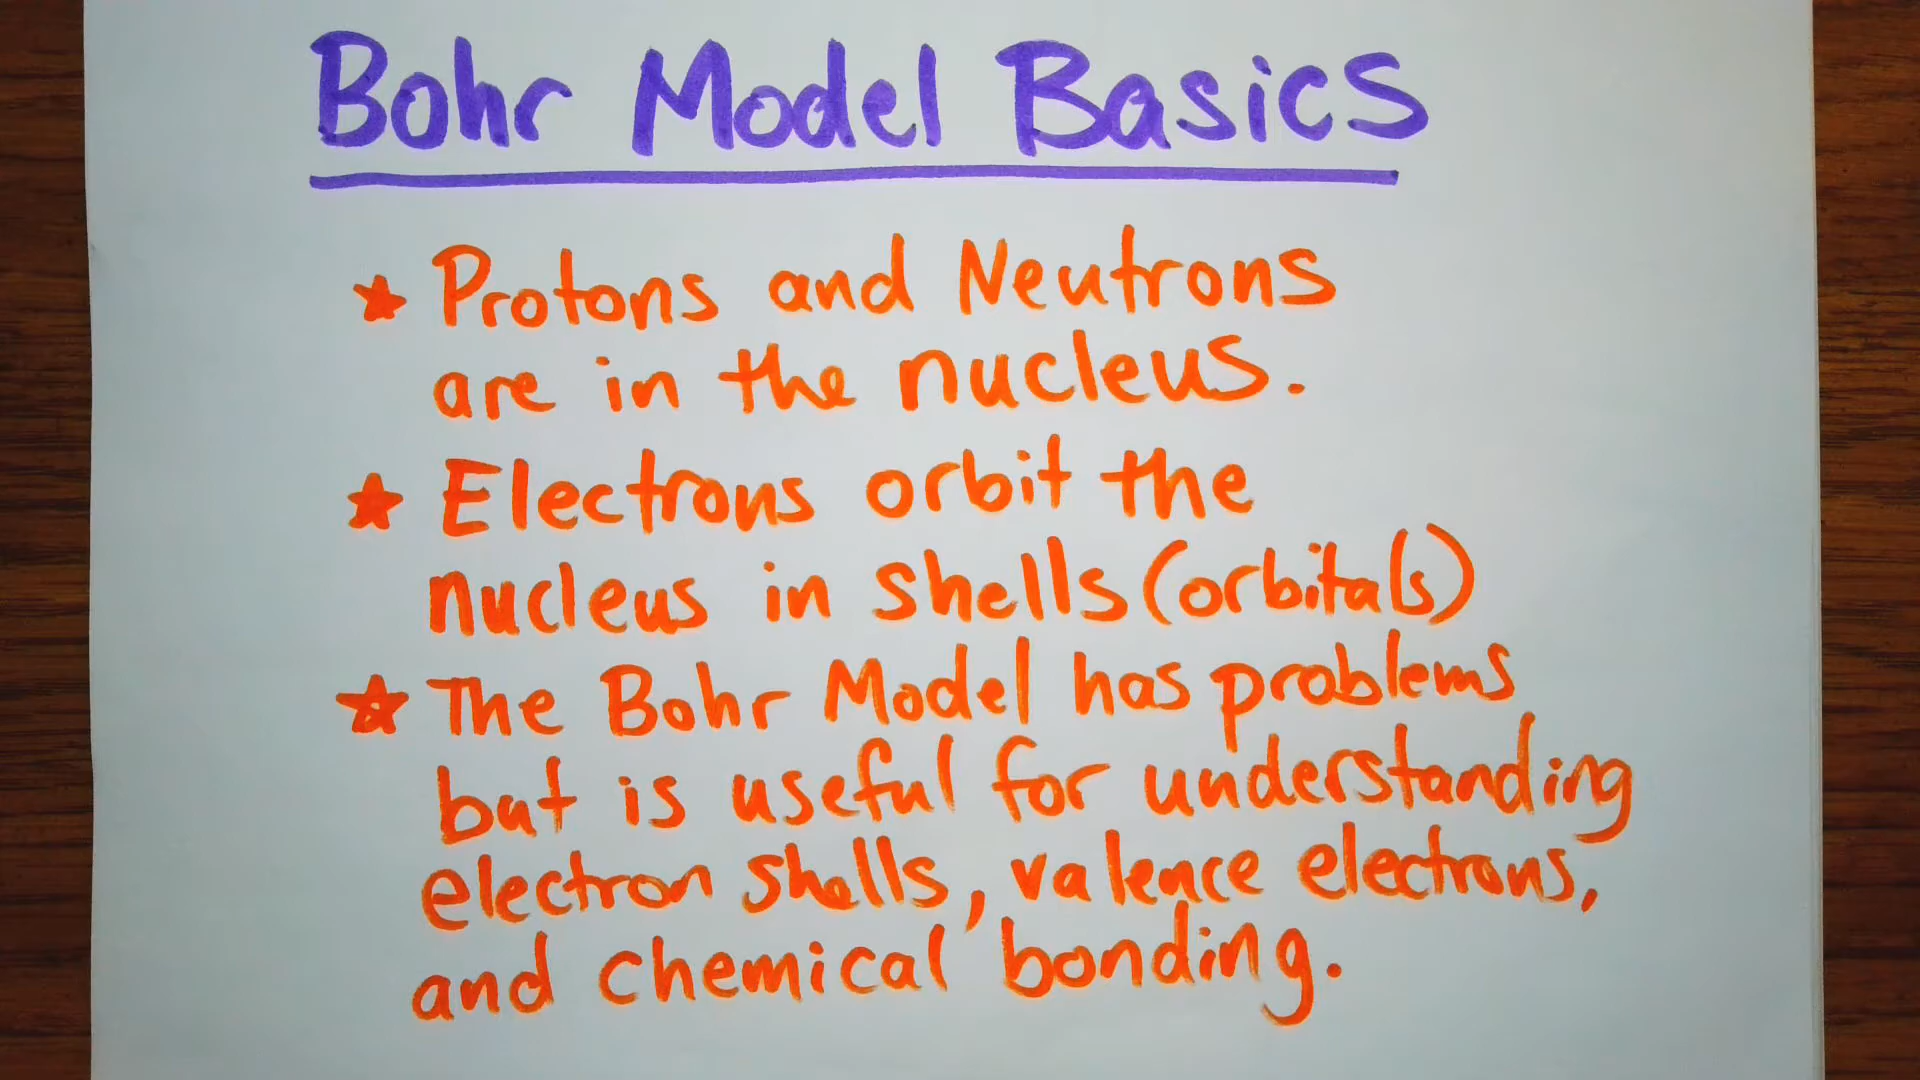 Bohr Model Basics
Protons and Neutrons
are in the nucleus.
Electrons orbit the
nucleus in shells (orbitals)
The Bohr Model has problems
but is useful for understanding
electron shells, valence electrons,
and chemical bonding.